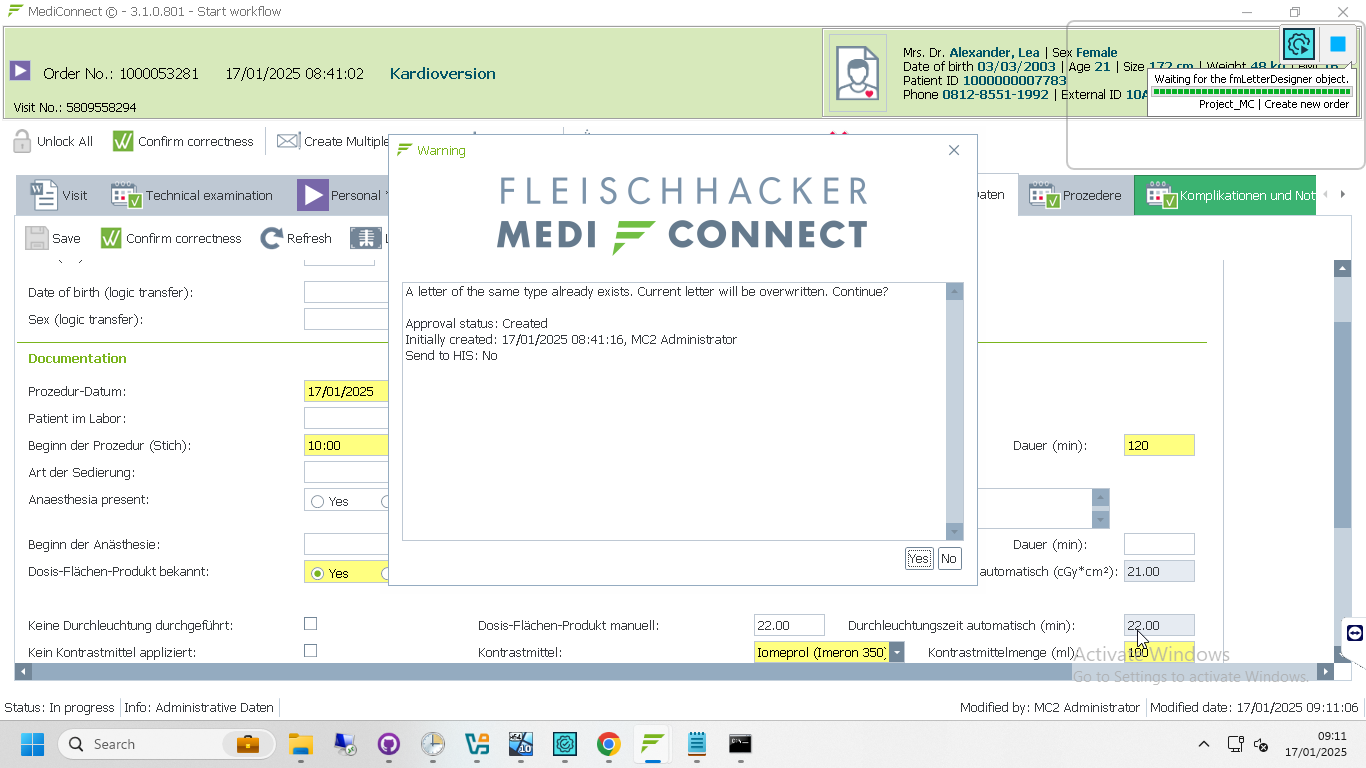 MediConnect © - 3.1.0.801 - Start workflow
Order No.: 1000053281 17/01/2025 08:41:02 Kardioversion
Visit No.: 5809558294
Mrs. Dr. Alexander, Lea | Sex Female
Date of birth 03/03/2003 | Age 21 | Size 172 cm | Weight 48 kg
Patient ID 1000000007783
Phone 0812-8551-1992 | External ID 10A
Waiting for the fmLetterDesigner object.
Project_MC | Create new order
Unlock All
Confirm correctness
Create Multiple
Visit
Technical examination
Personal
Prozedere
Komplikationen und Not
Save
Confirm correctness
Refresh
Date of birth (logic transfer):
Sex (logic transfer):
Documentation
Prozedur-Datum: 17/01/2025
Patient im Labor:
Beginn der Prozedur (Stich): 10:00 Dauer (min): 120
Art der Sedierung:
Anaesthesia present: Yes
Beginn der Anästhesie: Dauer (min):
Dosis-Flächen-Produkt bekannt: Yes automatisch (cGy*cm²): 21.00
Keine Durchleuchtung durchgeführt: Dosis-Flächen-Produkt manuell: 22.00 Durchleuchtungszeit automatisch (min): 22.00
Kein Kontrastmittel appliziert: Kontrastmittel: Iomeprol (Imeron 350) Kontrastmittelmenge (ml): 100
Warning
FLEISCHHACKER
MEDI CONNECT
A letter of the same type already exists. Current letter will be overwritten. Continue?
Approval status: Created
Initially created: 17/01/2025 08:41:16, MC2 Administrator
Send to HIS: No
Yes No
Activate Windows
Go to Settings to activate Windows.
Status: In progress Info: Administrative Daten Modified by: MC2 Administrator Modified date: 17/01/2025 09:11:06
Search
10
09:11
17/01/2025